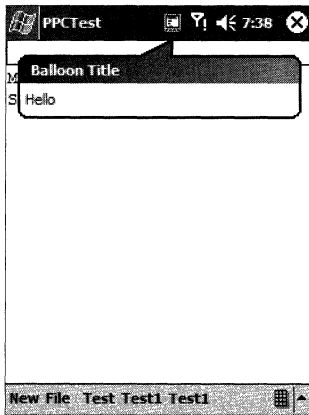 PPCTest 7:38
Balloon Title
M
S Hello
New File Test Test1 Test1